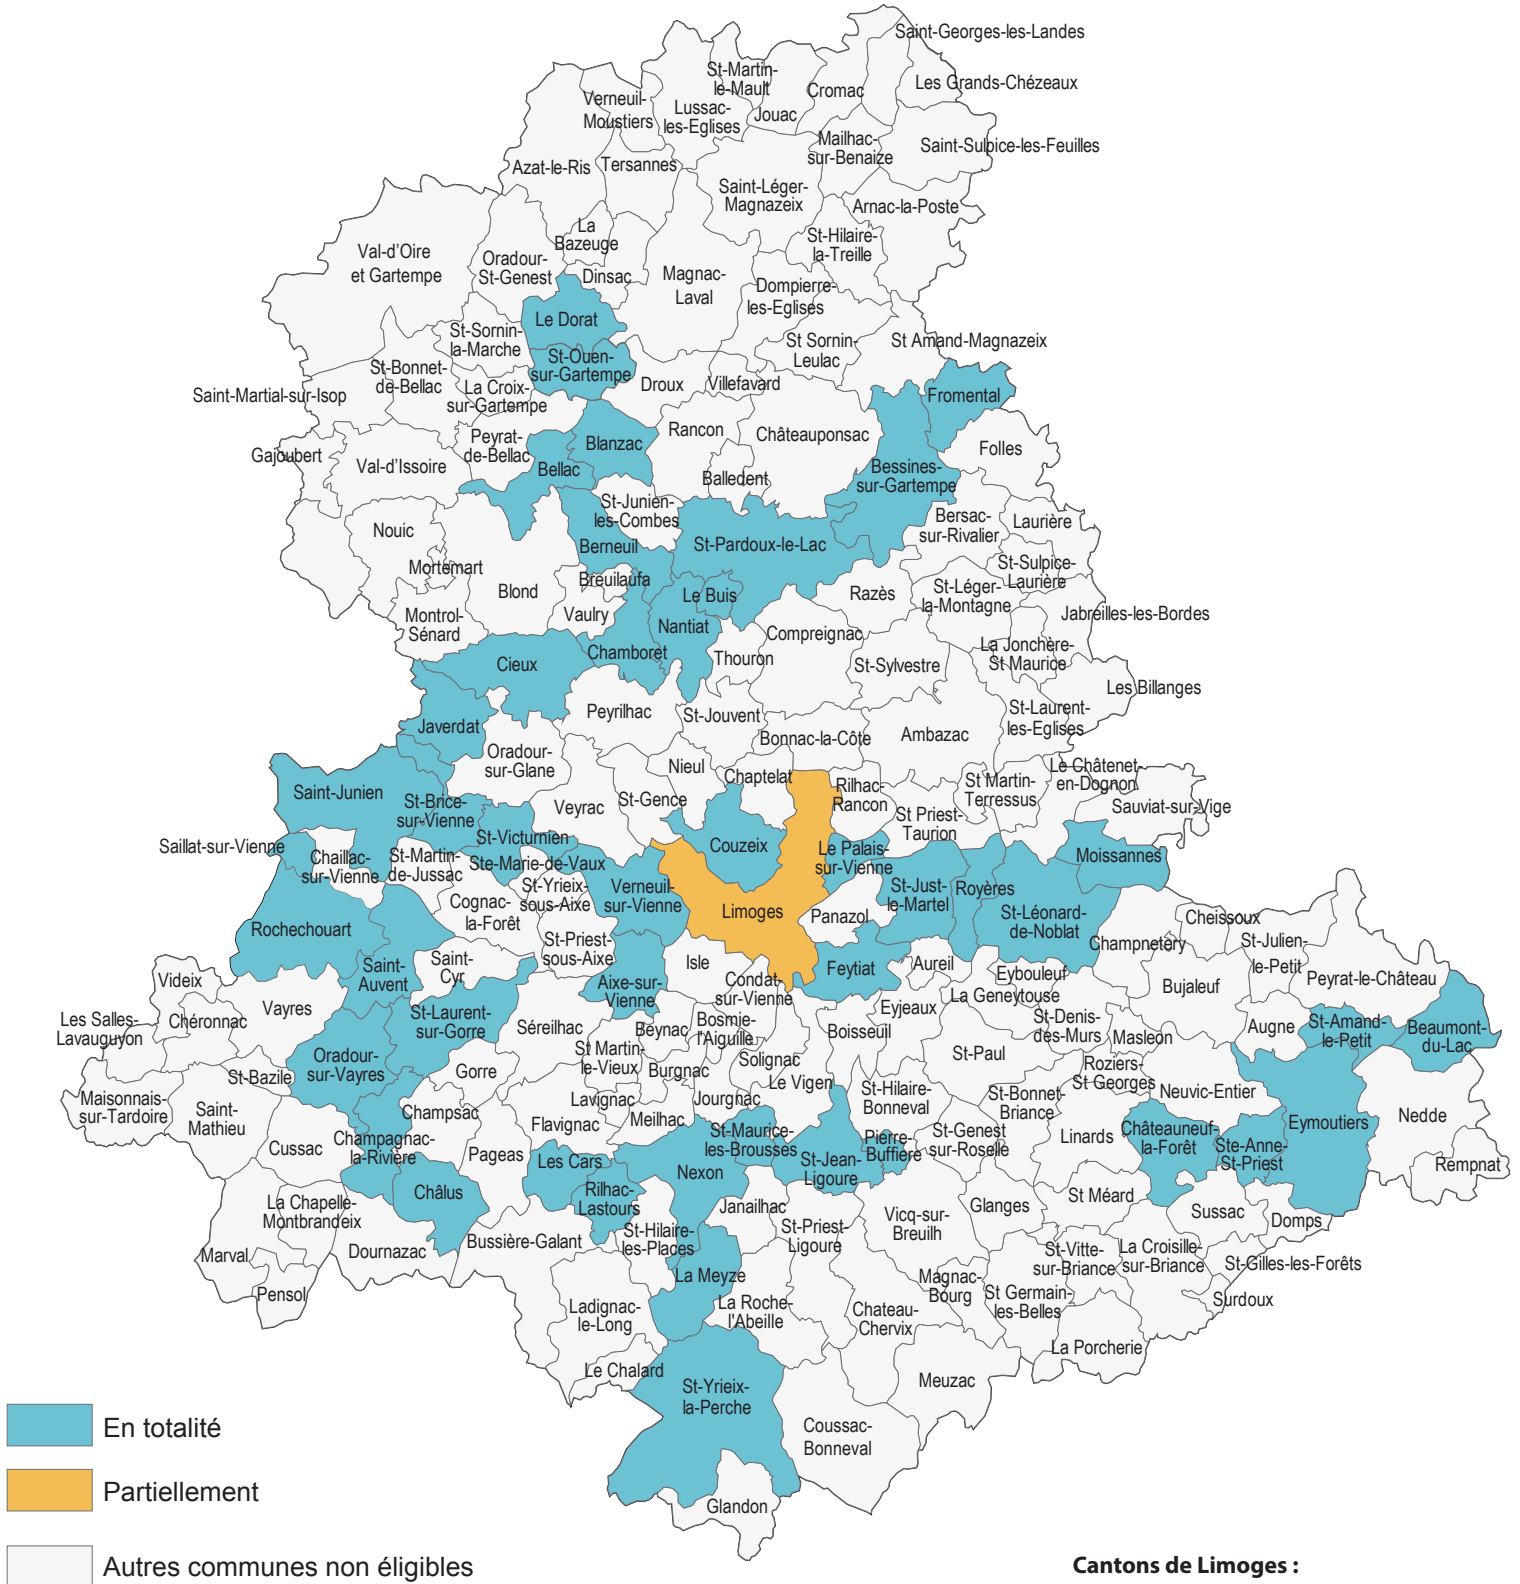 Saint-Georges-les-Landes
St-Martin-
le-Mault
Cromac
Les Grands-Chézeaux
Verneuil-
Moustiers
Lussac-
les-Eglises
Jouac
Mailhac-
sur-Benaize
Saint-Sulpice-les-Feuilles
Azat-le-Ris
Tersannes
Saint-Léger-
Magnazeix
Arnac-la-Poste
La
Bazeuge
St-Hilaire-
la-Treille
Val-d'Oire
et Gartempe
Oradour-
St-Genest
Dinsac
Magnac-
Laval
Dompierre-
les-Eglises
Le Dorat
St-Sornin-
la-Marche
St Sornin-
Leulac
St Amand-Magnazeix
St-Ouen-
sur-Gartempe
St-Bonnet-
de-Bellac
Droux
Villefavard
Saint-Martial-sur-Isop
La Croix-
sur-Gartempe
Fromental
Rancon
Châteauponsac
Peyrat-
de-Bellac
Blanzac
Folles
Gajoubert
Val-d'Issoire
Bellac
Balledent
Bessines-
sur-Gartempe
St-Junien-
les-Combes
Bersac-
sur-Rivalier
Laurière
Nouic
Berneuil
St-Pardoux-le-Lac
Mortemart
Breuilaufa
St-Sulpice-
Laurière
Blond
Le Buis
Razès
St-Léger-
la-Montagne
Montrol-
Sénard
Vaulry
Nantiat
Compreignac
Jabreilles-les-Bordes
Cieux
Chamboret
Thouron
St-Sylvestre
La Jonchère-
St Maurice
Les Billanges
Javerdat
Peyrilhac
St-Jouvent
St-Laurent-
les-Eglises
Bonnac-la-Côte
Ambazac
Oradour-
sur-Glane
Nieul
Chaptelat
Rilhac-
Rancon
St Martin-
Terressus
Le Châtenet-
en-Dognon
Saint-Junien
St-Brice-
sur-Vienne
Veyrac
St-Gence
St Priest-
Taurion
Sauviat-sur-Vige
St-Victurnien
Couzeix
Le Palais-
sur-Vienne
Moissannes
Saillat-sur-Vienne
Chaillac-
sur-Vienne
St-Martin-
de-Jussac
Ste-Marie-de-Vaux
St-Yrieix-
sous-Aixe
Verneuil-
sur-Vienne
St-Just-
le-Martel
Royères
Cognac-
la-Forêt
Limoges
Panazol
St-Léonard-
de-Noblat
Cheissoux
Rochechouart
St-Priest-
sous-Aixe
Champnetery
St-Julien-
le-Petit
Saint-
Cyr
Isle
Feytiat
Aureil
Eybouleuf
Peyrat-le-Château
Videix
Saint-
Auvent
Aixe-sur-
Vienne
Condat-
sur-Vienne
La Geneytouse
Bujaleuf
Vayres
St-Laurent-
sur-Gorre
Eyjeaux
Les Salles-
Lavauguyon
Chéronnac
Séreilhac
Beynac
Bosmie-
l'Aiguille
Boisseuil
St-Denis-
des-Murs
Masleon
Augne
St-Amand-
le-Petit
Beaumont-
du-Lac
Oradour-
sur-Vayres
St Martin-
le-Vieux
Solignac
St-Paul
Roziers-
St Georges
St-Bazile
Gorre
Burgnac
Le Vigen
Neuvic-Entier
Maisonnais-
sur-Tardoire
Lavignac
Jourgnac
St-Hilaire-
Bonneval
St-Bonnet-
Briance
Saint-
Mathieu
Champsac
Flavignac
Meilhac
Nedde
Eymoutiers
Cussac
Champagnac-
la-Rivière
Pageas
St-Maurice-
les-Brousses
Pierre-
Buffière
St-Genest
sur-Roselle
Linards
Châteauneuf-
la-Forêt
Ste-Anne-
St-Priest
Les Cars
Nexon
St-Jean-
Ligoure
Rempnat
Châlus
Rilhac-
Lastours
La Chapelle-
Montbrandeix
Janailhac
Glanges
St Méard
Sussac
Domps
St-Hilaire-
les-Places
St-Priest-
Ligoure
Vicq-sur-
Breuilh
Marval
Dournazac
Bussière-Galant
St-Vitte-
sur-Briance
La Croisille-
sur-Briance
St-Gilles-les-Forêts
La Meyze
Magnac-
Bourg
St Germain-
les-Belles
Pensol
Surdoux
Ladignac-
le-Long
La Roche-
l'Abeille
Chateau-
Chervix
La Porcherie
Le Chalard
Meuzac
St-Yrieix-
la-Perche
Coussac-
Bonneval
Glandon
En totalité
Partiellement
Autres communes non éligibles
Cantons de Limoges :